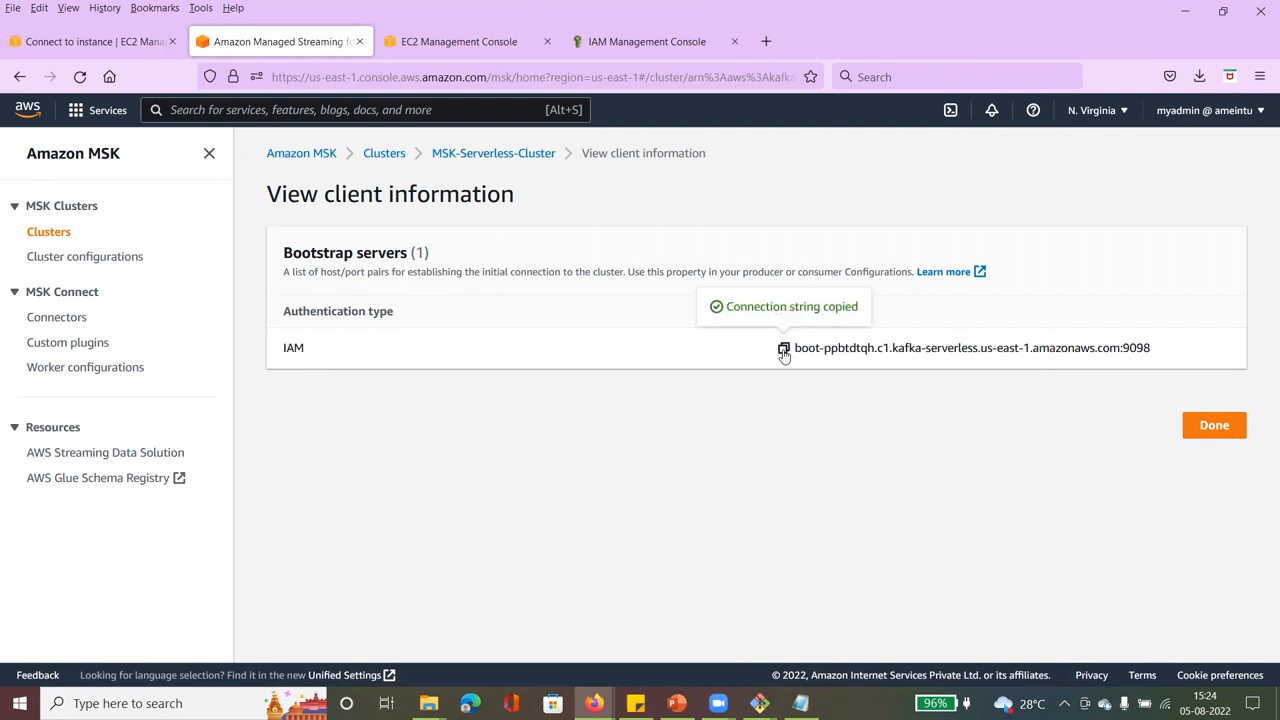 File Edit View History Bookmarks Tools Help
Connect to instance | EC2 Mana
Amazon Managed Streaming fo
EC2 Management Console
IAM Management Console
https://us-east-1.console.aws.amazon.com/msk/home?region=us-east-1#/cluster/arn%3Aaws%3Akafka
Search
aws
Services
Search for services, features, blogs, docs, and more [Alt+S]
N. Virginia
myadmin @ ameintu
Amazon MSK
MSK Clusters
Clusters
Cluster configurations
MSK Connect
Connectors
Custom plugins
Worker configurations
Resources
AWS Streaming Data Solution
AWS Glue Schema Registry
Amazon MSK Clusters MSK-Serverless-Cluster View client information
View client information
Bootstrap servers (1)
A list of host/port pairs for establishing the initial connection to the cluster. Use this property in your producer or consumer Configurations. Learn more
Connection string copied
Authentication type
IAM
boot-ppbtdtqh.c1.kafka-serverless.us-east-1.amazonaws.com:9098
Done
Feedback
Looking for language selection? Find it in the new Unified Settings
© 2022, Amazon Internet Services Private Ltd. or its affiliates.
Privacy Terms Cookie preferences
Type here to search
96%
28°C
15:24
05-08-2022